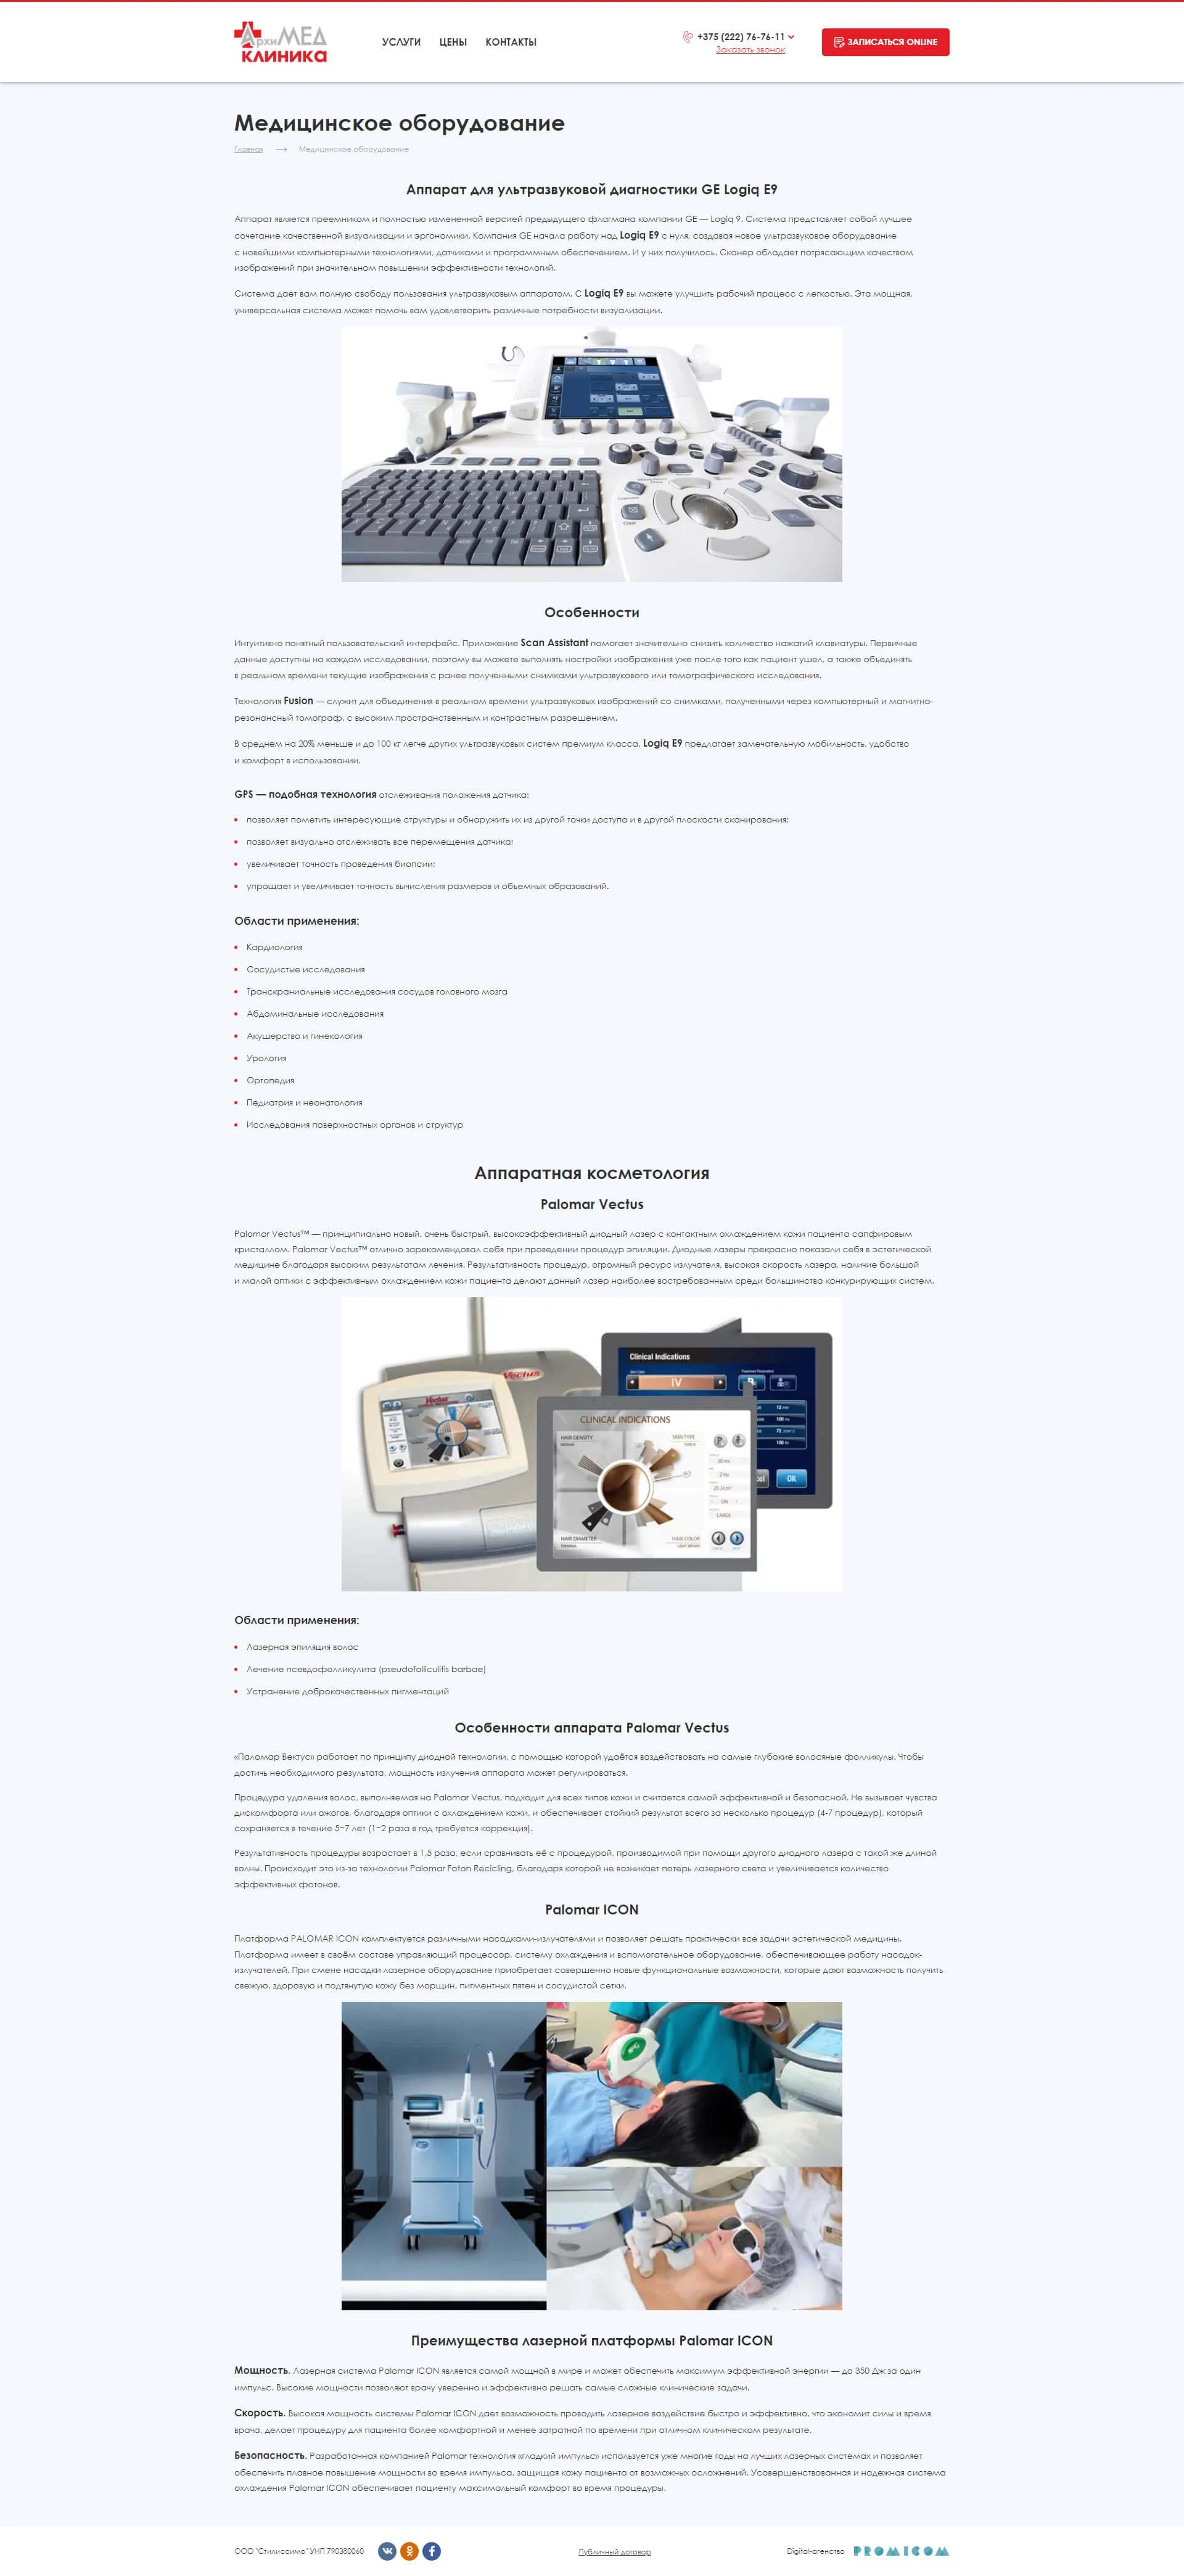 АрхиМЕД
КЛИНИКА
УСЛУГИ ЦЕНЫ КОНТАКТЫ
+375 (222) 76-76-11
Заказать звонок
ЗАПИСАТЬСЯ ONLINE
Медицинское оборудование
Главная → Медицинское оборудование
Аппарат для ультразвуковой диагностики GE Logiq E9
Аппарат является преемником и полностью измененной версией предыдущего флагмана компании GE — Logiq 9. Система представляет собой лучшее
сочетание качественной визуализации и эргономики. Компания GE начала работу над Logiq E9 с нуля, создавая новое ультразвуковое оборудование
с новейшими компьютерными технологиями, датчиками и программным обеспечением. И у них получилось. Сканер обладает потрясающим качеством
изображений при значительном повышении эффективности технологий.
Система дает вам полную свободу пользования ультразвуковым аппаратом. С Logiq E9 вы можете улучшить рабочий процесс с легкостью. Эта мощная,
универсальная система может помочь вам удовлетворить различные потребности визуализации.
Особенности
Интуитивно понятный пользовательский интерфейс. Приложение Scan Assistant помогает значительно снизить количество нажатий клавиатуры. Первичные
данные доступны на каждом исследовании, поэтому вы можете выполнять настройки изображения уже после того как пациент ушел, а также объединять
в реальном времени текущие изображения с ранее полученными снимками ультразвукового или томографического исследования.
Технология Fusion — служит для объединения в реальном времени ультразвуковых изображений со снимками, полученными через компьютерный и магнитно-
резонансный томограф, с высоким пространственным и контрастным разрешением.
В среднем на 20% меньше и до 100 кг легче других ультразвуковых систем премиум класса, Logiq E9 предлагает замечательную мобильность, удобство
и комфорт в использовании.
GPS — подобная технология отслеживания положения датчика:
позволяет пометить интересующие структуры и обнаружить их из другой точки доступа и в другой плоскости сканирования;
позволяет визуально отслеживать все перемещения датчика;
увеличивает точность проведения биопсии;
упрощает и увеличивает точность вычисления размеров и объемных образований.
Области применения:
Кардиология
Сосудистые исследования
Транскраниальные исследования сосудов головного мозга
Абдоминальные исследования
Акушерство и гинекология
Урология
Ортопедия
Педиатрия и неонатология
Исследования поверхностных органов и структур
Аппаратная косметология
Palomar Vectus
Palomar Vectus™ — принципиально новый, очень быстрый, высокоэффективный диодный лазер с контактным охлаждением кожи пациента сапфировым
кристаллом. Palomar Vectus™ отлично зарекомендовал себя при проведении процедур эпиляции. Диодные лазеры прекрасно показали себя в эстетической
медицине благодаря высоким результатам лечения. Результативность процедур, огромный ресурс излучателя, высокая скорость лазера, наличие большой
и малой оптики с эффективным охлаждением кожи пациента делают данный лазер наиболее востребованным среди большинства конкурирующих систем.
Vectus
Vectus
Clinical Indications
IV
OK
CLINICAL INDICATIONS
HAIR DENSITY
SKIN TYPE
ON
LARGE
HAIR DIAMETER
HAIR COLOR
Области применения:
Лазерная эпиляция волос
Лечение псевдофолликулита (pseudofolliculitis barbae)
Устранение доброкачественных пигментаций
Особенности аппарата Palomar Vectus
«Паломар Вектус» работает по принципу диодной технологии, с помощью которой удаётся воздействовать на самые глубокие волосяные фолликулы. Чтобы
достичь необходимого результата, мощность излучения аппарата может регулироваться.
Процедура удаления волос, выполняемая на Palomar Vectus, подходит для всех типов кожи и считается самой эффективной и безопасной. Не вызывает чувства
дискомфорта или ожогов, благодаря оптики с охлаждением кожи, и обеспечивает стойкий результат всего за несколько процедур (4-7 процедур), который
сохраняется в течение 5–7 лет (1–2 раза в год требуется коррекция).
Результативность процедуры возрастает в 1,5 раза, если сравнивать её с процедурой, производимой при помощи другого диодного лазера с такой же длиной
волны. Происходит это из-за технологии Palomar Foton Recicling, благодаря которой не возникает потерь лазерного света и увеличивается количество
эффективных фотонов.
Palomar ICON
Платформа PALOMAR ICON комплектуется различными насадками-излучателями и позволяет решать практически все задачи эстетической медицины.
Платформа имеет в своём составе управляющий процессор, систему охлаждения и вспомогательное оборудование, обеспечивающее работу насадок-
излучателей. При смене насадки лазерное оборудование приобретает совершенно новые функциональные возможности, которые дают возможность получить
свежую, здоровую и подтянутую кожу без морщин, пигментных пятен и сосудистой сетки.
Преимущества лазерной платформы Palomar ICON
Мощность. Лазерная система Palomar ICON является самой мощной в мире и может обеспечить максимум эффективной энергии — до 350 Дж за один
импульс. Высокие мощности позволяют врачу уверенно и эффективно решать самые сложные клинические задачи.
Скорость. Высокая мощность системы Palomar ICON дает возможность проводить лазерное воздействие быстро и эффективно, что экономит силы и время
врача, делает процедуру для пациента более комфортной и менее затратной по времени при отличном клиническом результате.
Безопасность. Разработанная компанией Palomar технология «гладкий импульс» используется уже многие годы на лучших лазерных системах и позволяет
обеспечить плавное повышение мощности во время импульса, защищая кожу пациента от возможных осложнений. Усовершенствованная и надежная система
охлаждения Palomar ICON обеспечивает пациенту максимальный комфорт во время процедуры.
ООО "Стилиссимо" УНП 790380060
Публичный договор
Digital-агенство PROMICOM